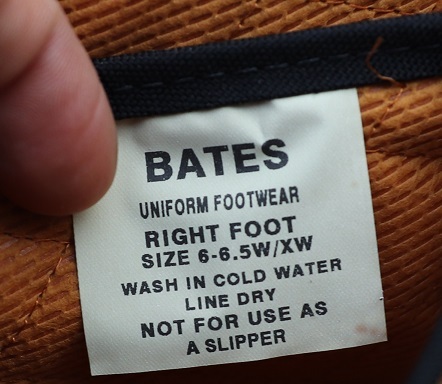 BATES
UNIFORM FOOTWEAR
RIGHT FOOT
SIZE 6-6.5W/XW
WASH IN COLD WATER
LINE DRY
NOT FOR USE AS
A SLIPPER